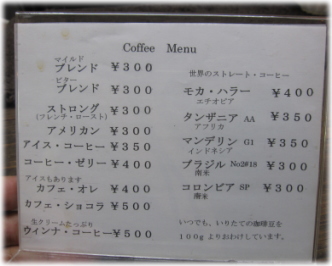 Coffee Menu
マイルド
ブレンド ￥300
ビター
ブレンド ￥300
ストロング ￥300
(フレンチ・ロースト)
アメリカン ￥300
アイス・コーヒー ￥350
コーヒー・ゼリー ￥400
アイスもあります
カフェ・オレ ￥400
カフェ・ショコラ ￥500
生クリームたっぷり
ウィンナ・コーヒー ￥500
世界のストレート・コーヒー
モカ・ハラー ￥400
エチオピア
タンザニア AA ￥350
アフリカ
マンデリン G1 ￥350
インドネシア
ブラジル No2#18 ￥300
南米
コロンビア SP ￥300
南米
いつでも、いりたての珈琲豆を
100g よりおわけしています。